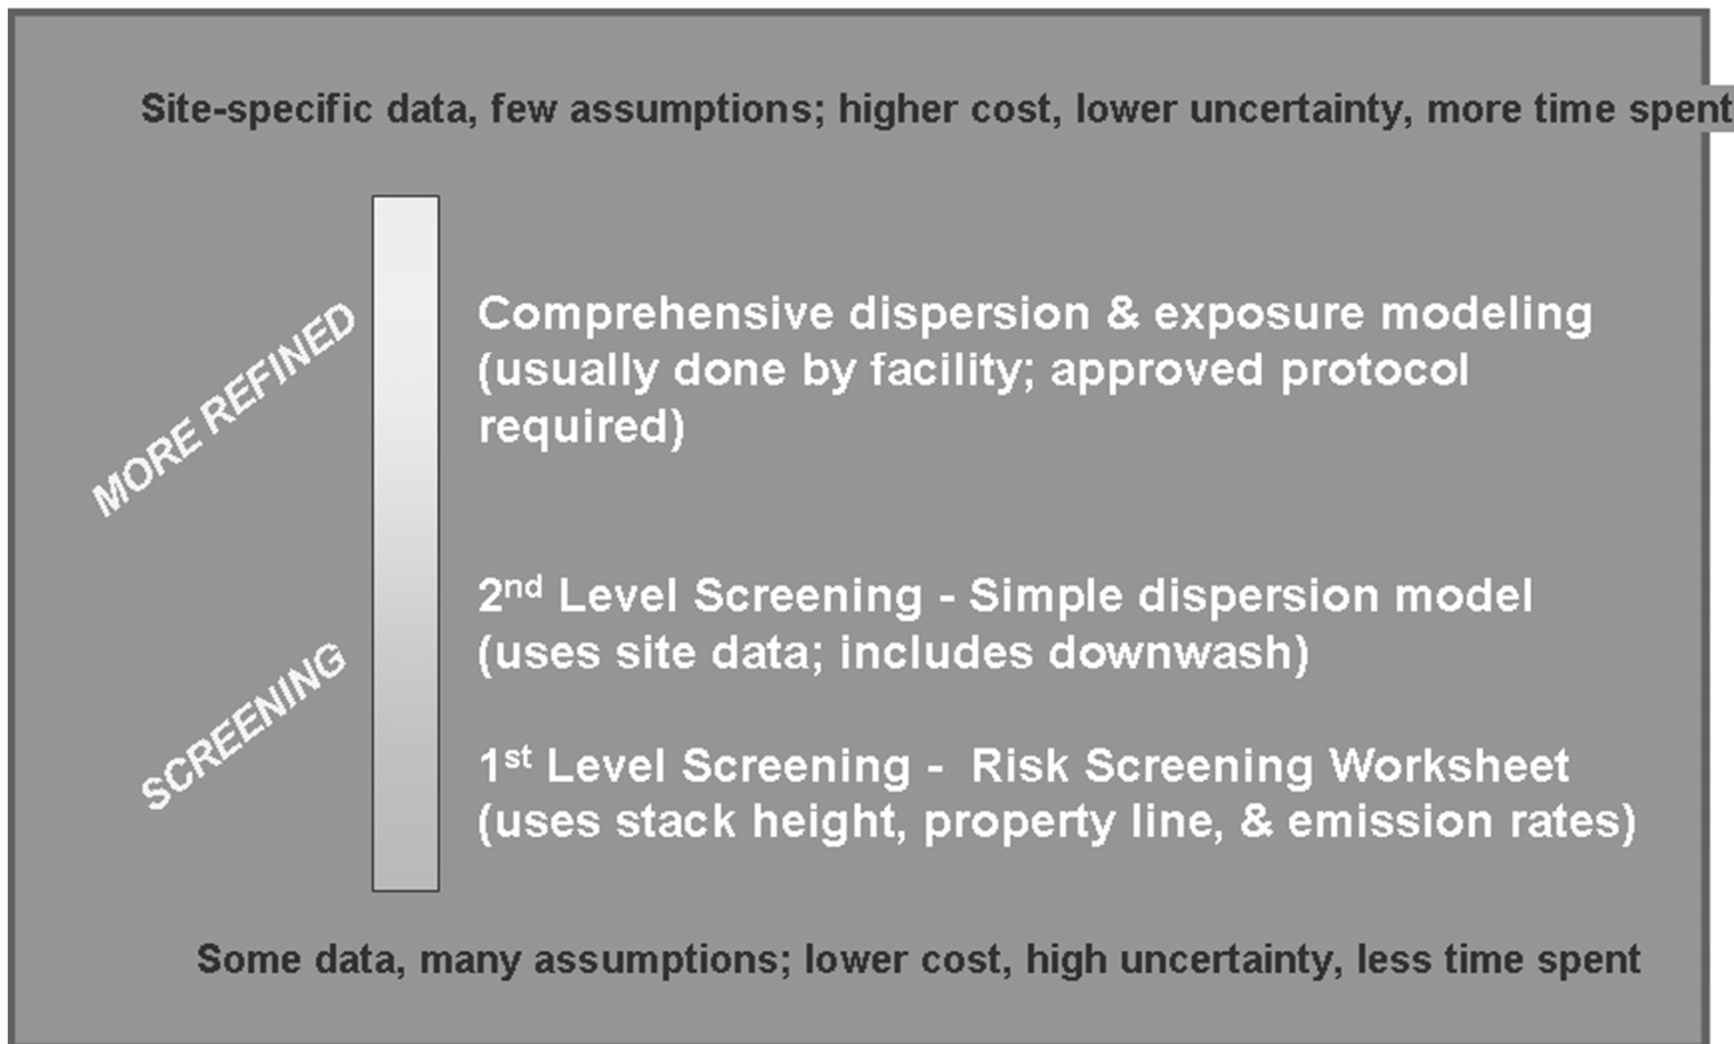 Site-specific data, few assumptions; higher cost, lower uncertainty, more time spent
MORE REFINED
Comprehensive dispersion & exposure modeling
(usually done by facility; approved protocol
required)
2nd Level Screening - Simple dispersion model
(uses site data; includes downwash)
SCREENING
1st Level Screening - Risk Screening Worksheet
(uses stack height, property line, & emission rates)
Some data, many assumptions; lower cost, high uncertainty, less time spent